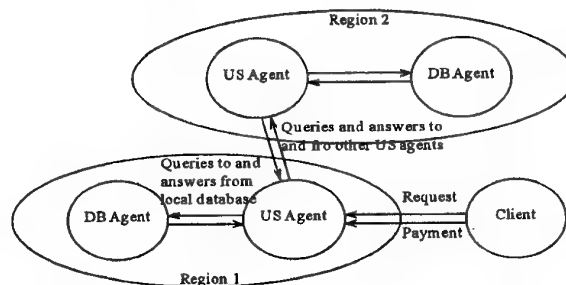 Region 2
US Agent
DB Agent
Queries and answers to
and fro other US agents
Queries to and
answers from
local database
DB Agent
US Agent
Request
Payment
Client
Region 1